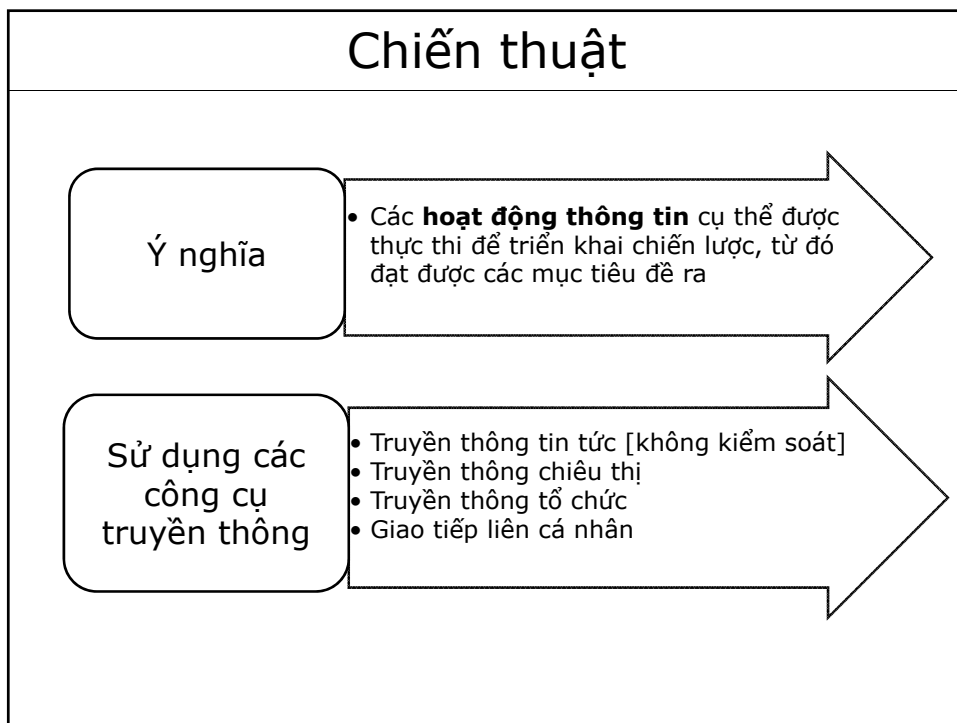 Chiến thuật
Ý nghĩa
• Các hoạt động thông tin cụ thể được
thực thi để triển khai chiến lược, từ đó
đạt được các mục tiêu đề ra
Sử dụng các
công cụ
truyền thông
• Truyền thông tin tức [không kiểm soát]
• Truyền thông chiêu thị
• Truyền thông tổ chức
• Giao tiếp liên cá nhân